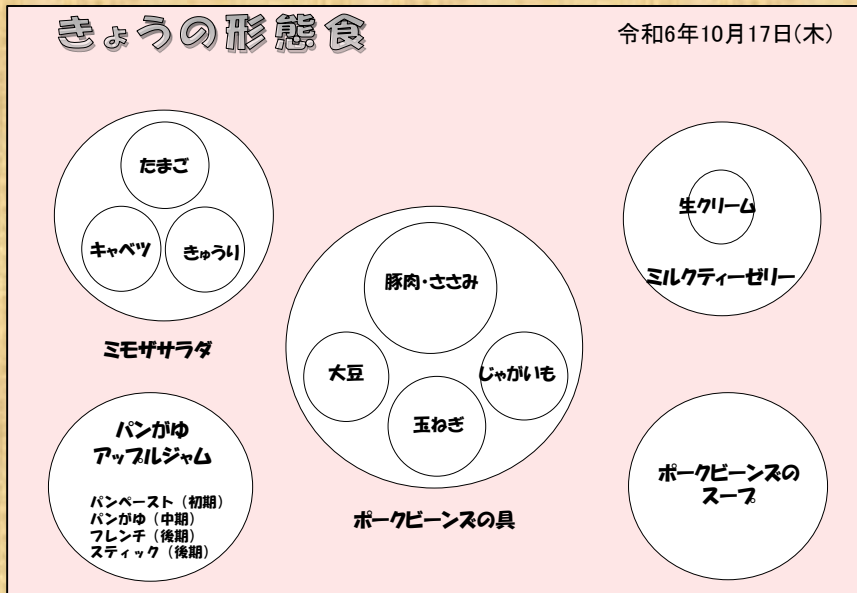 きょうの形態食
令和6年10月17日(木)
たまご
キャベツ
きゅうり
ミモザサラダ
豚肉・ささみ
大豆
じゃがいも
玉ねぎ
ポークビーンズの具
生クリーム
ミルクティーゼリー
パンがゆ
アップルジャム
パンペースト（初期）
パンがゆ（中期）
フレンチ（後期）
スティック（後期）
ポークビーンズの
スープ